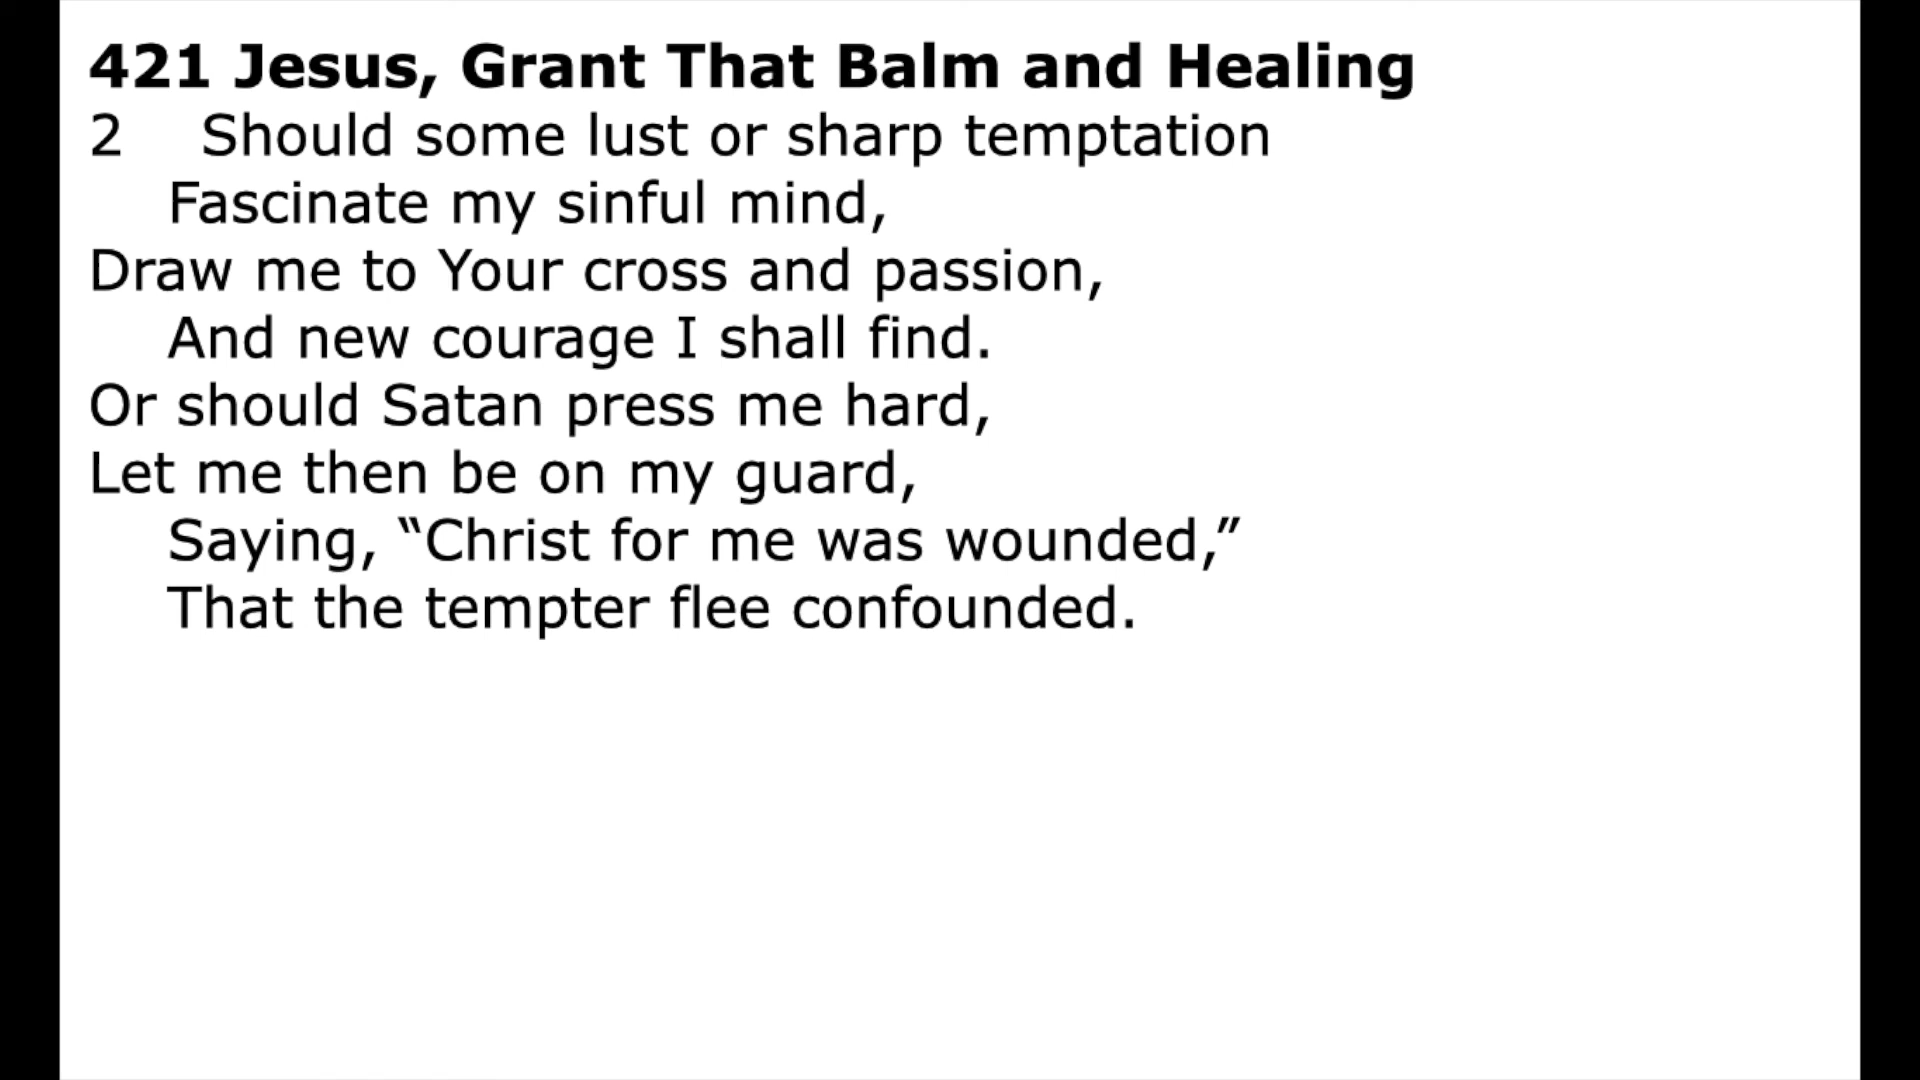 421 Jesus, Grant That Balm and Healing
2 Should some lust or sharp temptation
Fascinate my sinful mind,
Draw me to Your cross and passion,
And new courage I shall find.
Or should Satan press me hard,
Let me then be on my guard,
Saying, “Christ for me was wounded,”
That the tempter flee confounded.